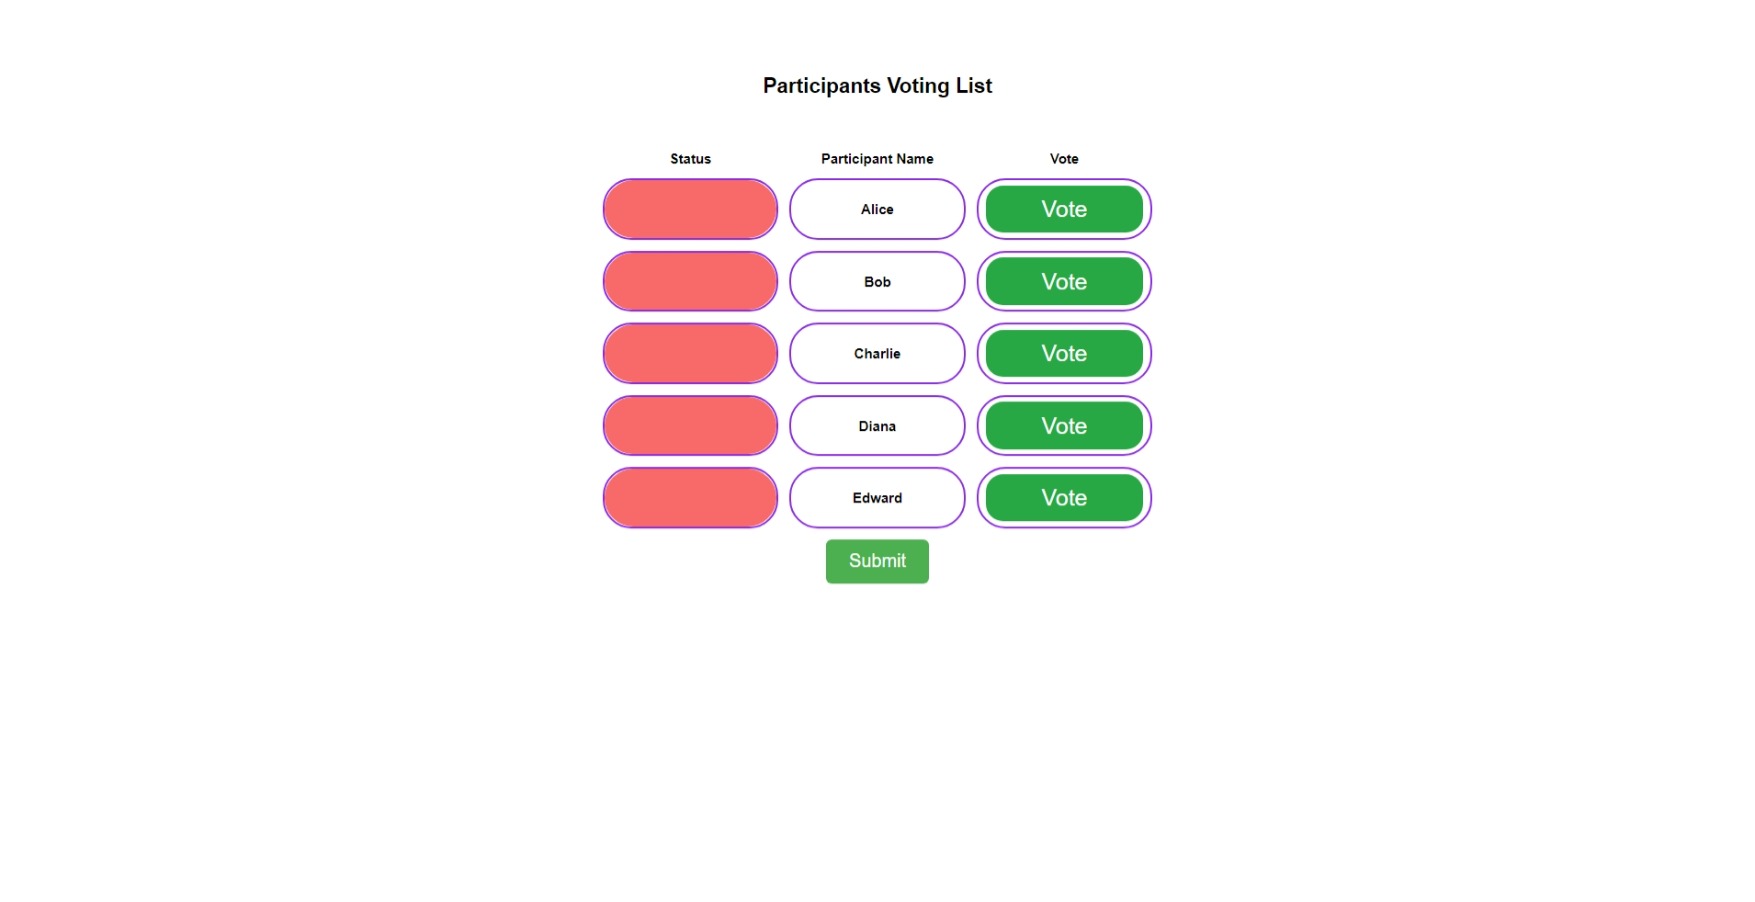 Participants Voting List
Status Participant Name Vote
Alice Vote
Bob Vote
Charlie Vote
Diana Vote
Edward Vote
Submit